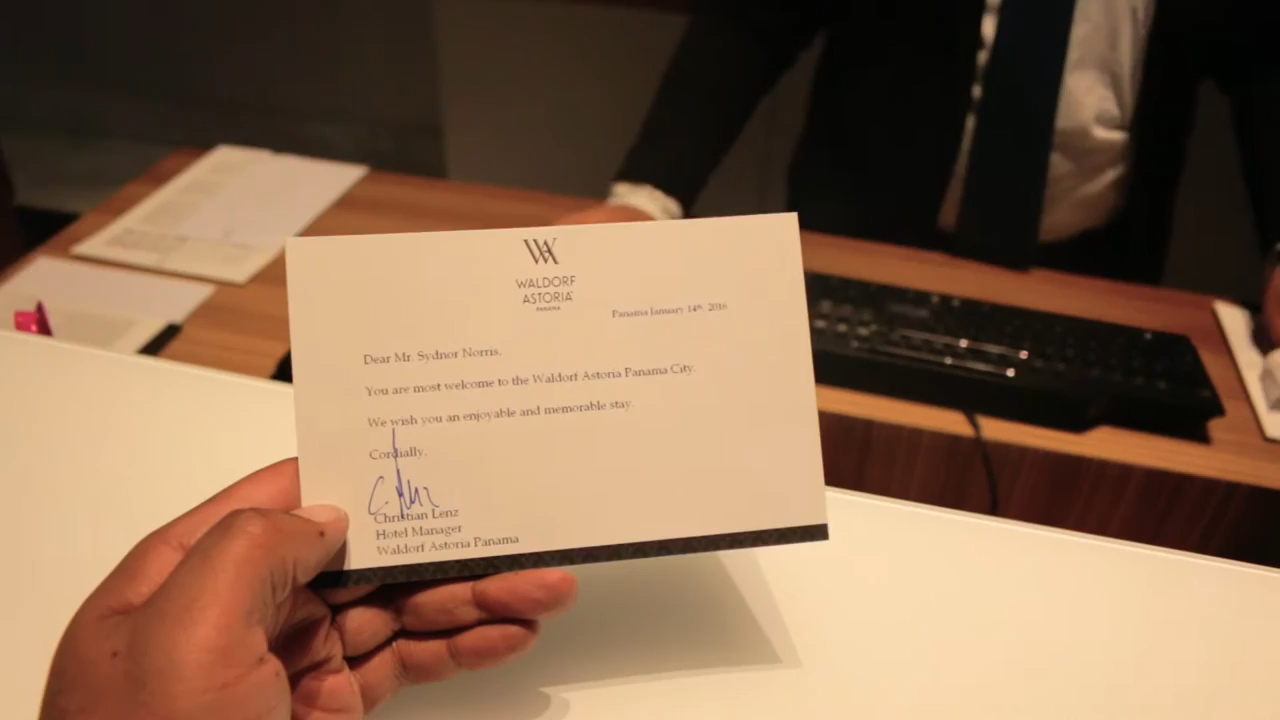 WALDORF
ASTORIA
PANAMA
Panama January 14th, 2016
Dear Mr. Sydnor Norris,
You are most welcome to the Waldorf Astoria Panama City.
We wish you an enjoyable and memorable stay.
Cordially,
C. Lenz
Christian Lenz
Hotel Manager
Waldorf Astoria Panama